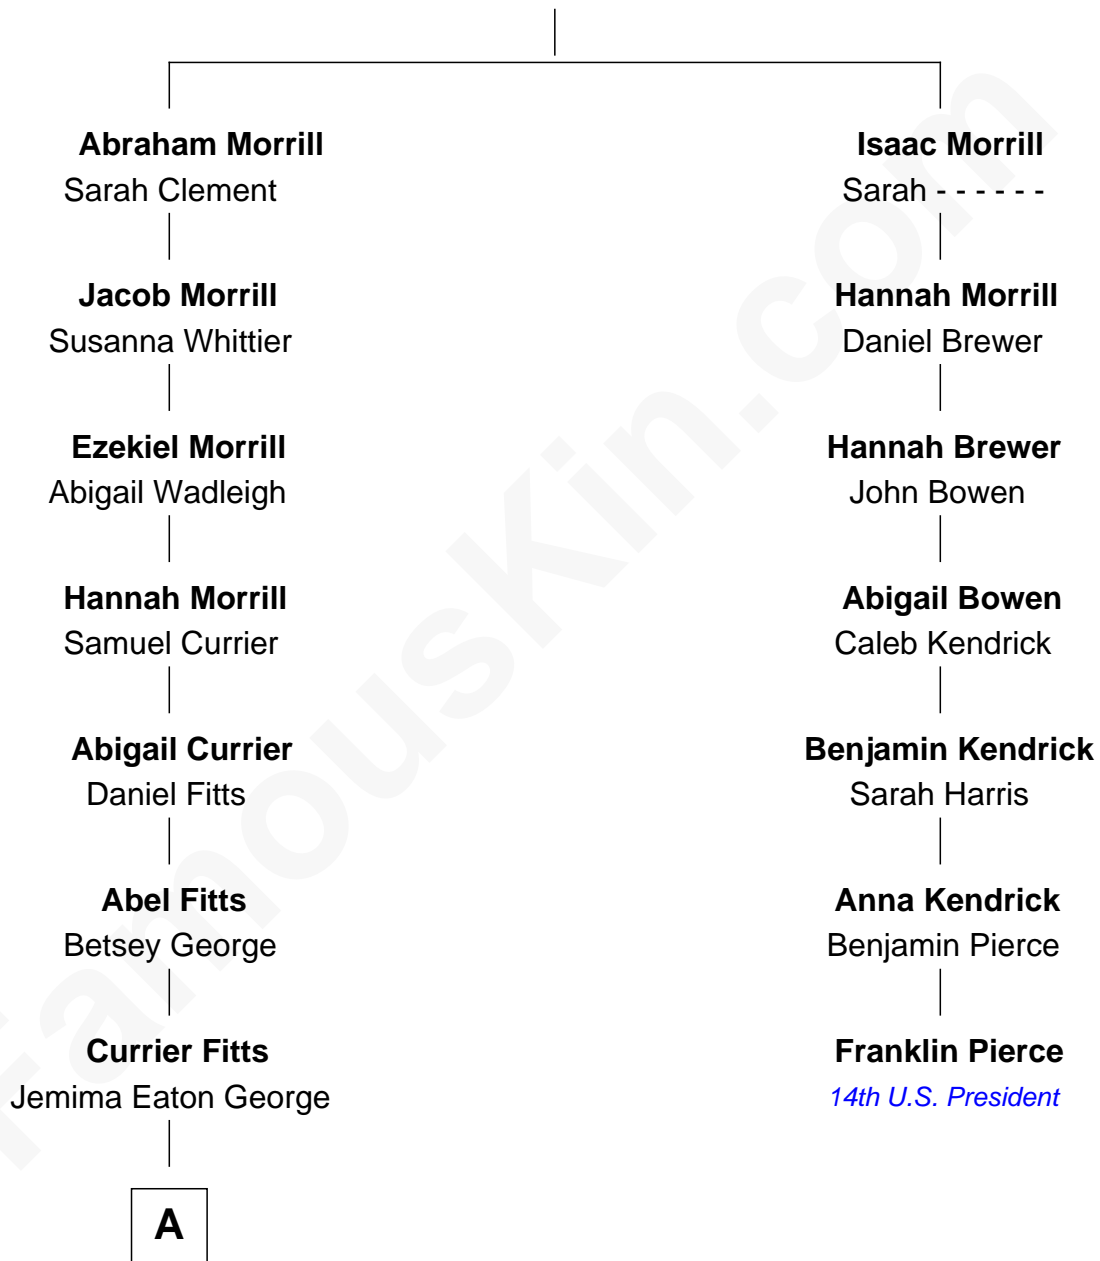 Abraham Morrill
Sarah Clement
Isaac Morrill
Sarah - - - - - -
Jacob Morrill
Susanna Whittier
Hannah Morrill
Daniel Brewer
Ezekiel Morrill
Abigail Wadleigh
Hannah Brewer
John Bowen
Hannah Morrill
Samuel Currier
Abigail Bowen
Caleb Kendrick
Abigail Currier
Daniel Fitts
Benjamin Kendrick
Sarah Harris
Abel Fitts
Betsey George
Anna Kendrick
Benjamin Pierce
Currier Fitts
Jemima Eaton George
Franklin Pierce
14th U.S. President
A
FamousKin.com